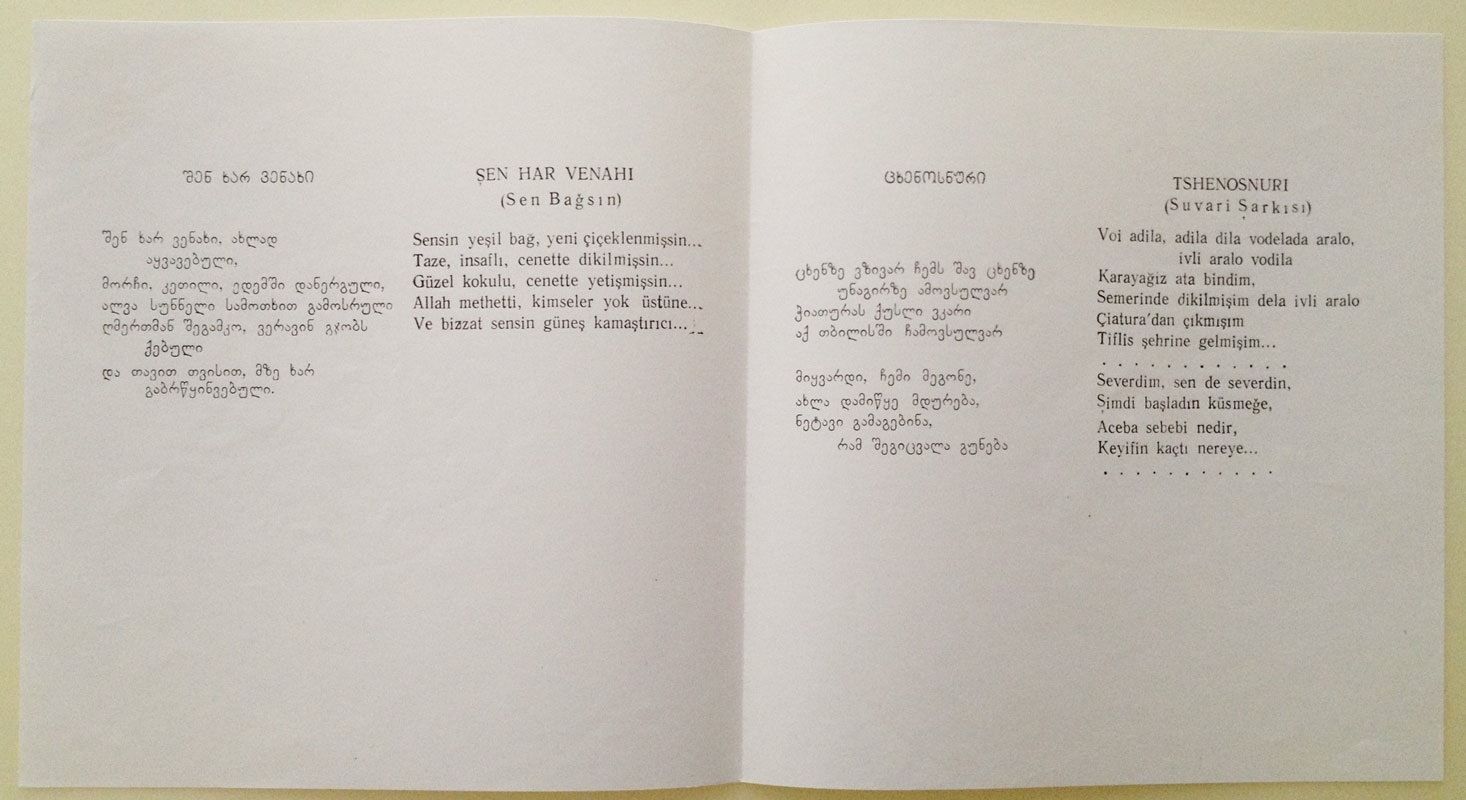 შენ ხარ ვენახი
შენ ხარ ვენახი, ახლად
აყვავებული,
მორჩი, კეთილი, ედემში დანერგული,
ალვა სუნნელი სამოთხით გამოსრული
ღმერთმან შეგამკო, ვერავინ გჯობს
ქებული
და თავით თვისით, მზე ხარ
გაბრწყინვებული.
ŞEN HAR VENAHI
(Sen Bağsın)
Sensin yeşil bağ, yeni çiçeklenmişsin...
Taze, insaflı, cenette dikilmişsin...
Güzel kokulu, cenette yetişmişsin...
Allah methetti, kimseler yok üstüne...
Ve bizzat sensin güneş kamaştırıcı...
ცხენოსნური
ცხენზე ვზივარ ჩემს შავ ცხენზე
უნაგირზე ამოვსულვარ
ჭიათურას ქუსლი ვკარი
აქ თბილისში ჩამოვსულვარ
მიყვარდი, ჩემი მეგონე,
ახლა დამიწყე მდურება,
ნეტავი გამაგებინა,
რამ შეგიცვალა გუნება
TSHENOSNURI
(Suvari Şarkısı)
Voi adila, adila dila vodelada aralo,
ivli aralo vodila
Karayağiz ata bindim,
Semerinde dikilmişim dela ivli aralo
Çiatura'dan çıkmışım
Tiflis şehrine gelmişim...
. . . . . . . . . . . .
Severdim, sen de severdin,
Şimdi başladın küsmeğe,
Aceba sebebi nedir,
Keyifin kaçtı nereye...
. . . . . . . . . . .